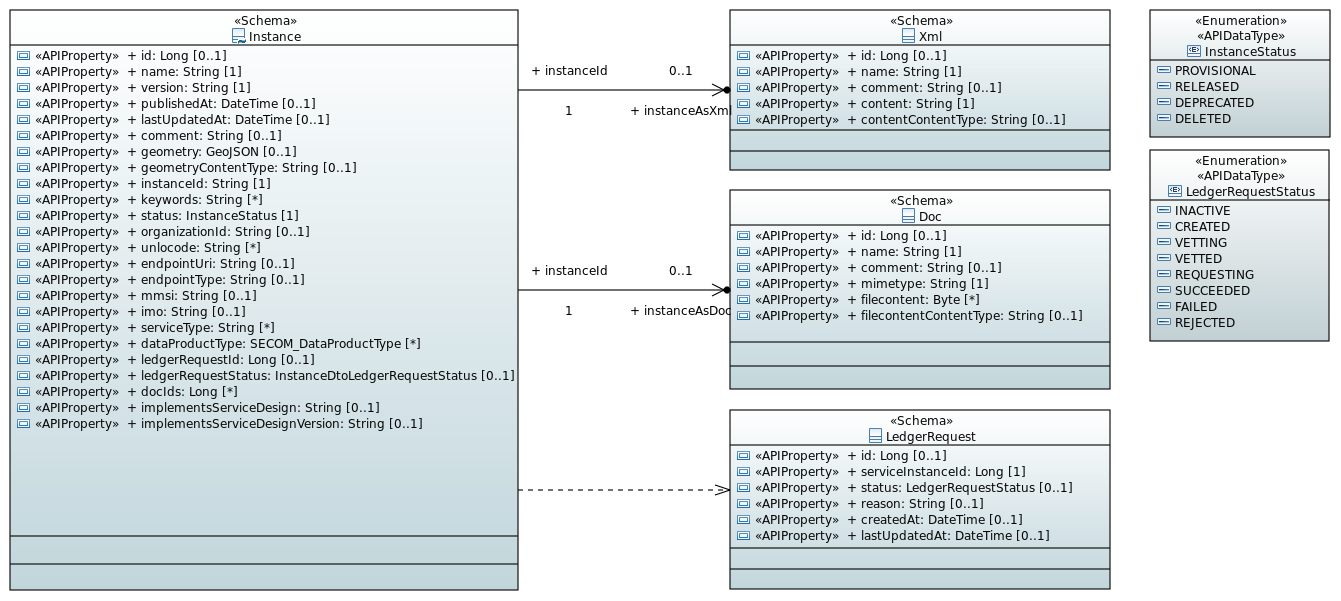 «Schema»
Instance
«APIProperty» + id: Long [0..1]
«APIProperty» + name: String [1]
«APIProperty» + version: String [1]
«APIProperty» + publishedAt: DateTime [0..1]
«APIProperty» + lastUpdatedAt: DateTime [0..1]
«APIProperty» + comment: String [0..1]
«APIProperty» + geometry: GeoJSON [0..1]
«APIProperty» + geometryContentType: String [0..1]
«APIProperty» + instanceId: String [1]
«APIProperty» + keywords: String [*]
«APIProperty» + status: InstanceStatus [1]
«APIProperty» + organizationId: String [0..1]
«APIProperty» + unlocode: String [*]
«APIProperty» + endpointUri: String [0..1]
«APIProperty» + endpointType: String [0..1]
«APIProperty» + mmsi: String [0..1]
«APIProperty» + imo: String [0..1]
«APIProperty» + serviceType: String [*]
«APIProperty» + dataProductType: SECOM_DataProductType [*]
«APIProperty» + ledgerRequestId: Long [0..1]
«APIProperty» + ledgerRequestStatus: InstanceDtoLedgerRequestStatus [0..1]
«APIProperty» + docIds: Long [*]
«APIProperty» + implementsServiceDesign: String [0..1]
«APIProperty» + implementsServiceDesignVersion: String [0..1]
+ instanceId 0..1
1 + instanceAsXml
+ instanceId 0..1
1 + instanceAsDoc
«Schema»
Xml
«APIProperty» + id: Long [0..1]
«APIProperty» + name: String [1]
«APIProperty» + comment: String [0..1]
«APIProperty» + content: String [1]
«APIProperty» + contentContentType: String [0..1]
«Schema»
Doc
«APIProperty» + id: Long [0..1]
«APIProperty» + name: String [1]
«APIProperty» + comment: String [0..1]
«APIProperty» + mimetype: String [1]
«APIProperty» + filecontent: Byte [*]
«APIProperty» + filecontentContentType: String [0..1]
«Schema»
LedgerRequest
«APIProperty» + id: Long [0..1]
«APIProperty» + serviceInstanceId: Long [1]
«APIProperty» + status: LedgerRequestStatus [0..1]
«APIProperty» + reason: String [0..1]
«APIProperty» + createdAt: DateTime [0..1]
«APIProperty» + lastUpdatedAt: DateTime [0..1]
«Enumeration»
«APIDataType»
InstanceStatus
PROVISIONAL
RELEASED
DEPRECATED
DELETED
«Enumeration»
«APIDataType»
LedgerRequestStatus
INACTIVE
CREATED
VETTING
VETTED
REQUESTING
SUCCEEDED
FAILED
REJECTED